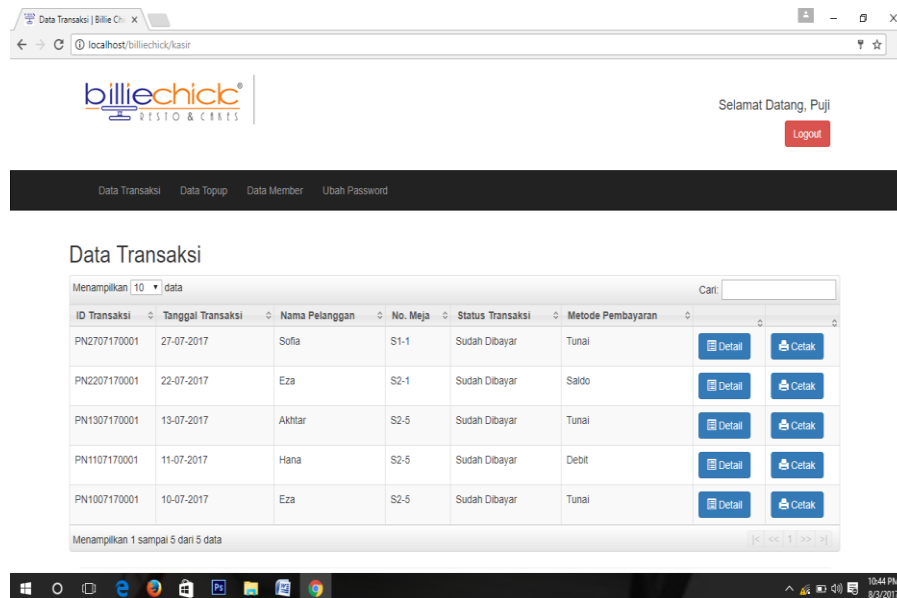 Data Transaksi | Billie Chi
localhost/billiechick/kasir
billiechick®
RESTO & CAKES
Selamat Datang, Puji
Logout
Data Transaksi Data Topup Data Member Ubah Password
Data Transaksi
Menampilkan 10 data Cari:
ID Transaksi Tanggal Transaksi Nama Pelanggan No. Meja Status Transaksi Metode Pembayaran
PN2707170001 27-07-2017 Sofia S1-1 Sudah Dibayar Tunai Detail Cetak
PN2207170001 22-07-2017 Eza S2-1 Sudah Dibayar Saldo Detail Cetak
PN1307170001 13-07-2017 Akhtar S2-5 Sudah Dibayar Tunai Detail Cetak
PN1107170001 11-07-2017 Hana S2-5 Sudah Dibayar Debit Detail Cetak
PN1007170001 10-07-2017 Eza S2-5 Sudah Dibayar Tunai Detail Cetak
Menampilkan 1 sampai 5 dari 5 data |< << 1 >> >|
Ps
10:44 PM
8/3/2017